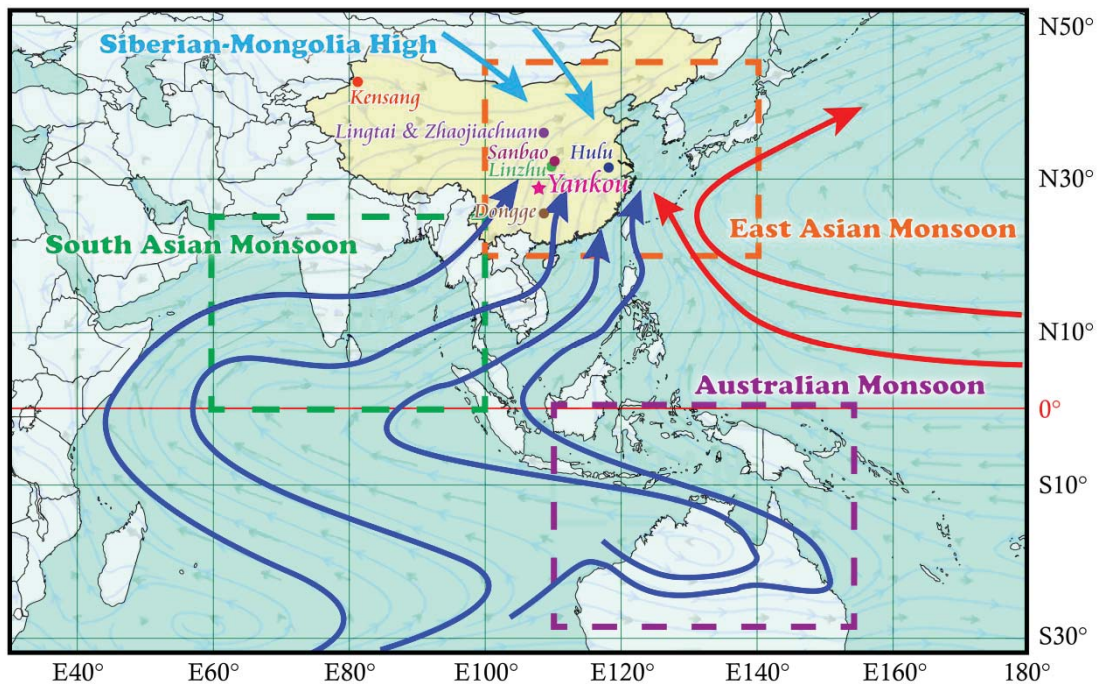 N50°
Siberian-Mongolia High
Kensang
Lingtai & Zhaojiachuan
Sanbao
Hulu
Linzhu
Yankou
N30°
Dongge
South Asian Monsoon
East Asian Monsoon
N10°
Australian Monsoon
0°
S10°
S30°
E40° E60° E80° E100 E120° E140° E160° 180°